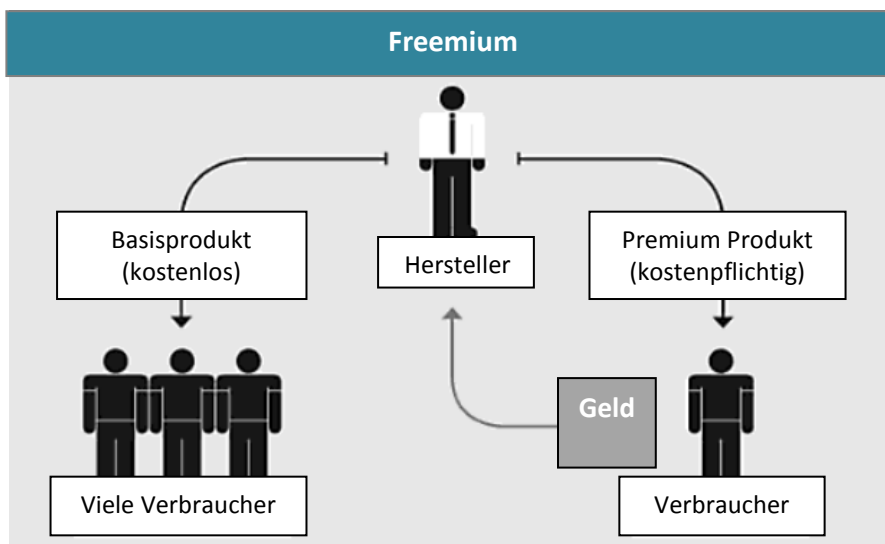 Freemium
Basisprodukt
(kostenlos)
Hersteller
Premium Produkt
(kostenpflichtig)
Geld
Viele Verbraucher
Verbraucher